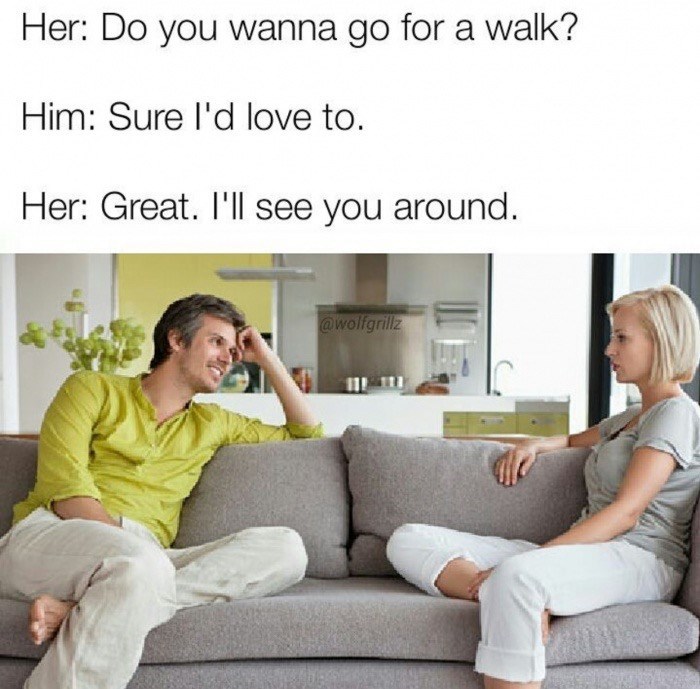 Her: Do you wanna go for a walk?
Him: Sure I'd love to.
Her: Great. I'll see you around.
@wolfgrillz